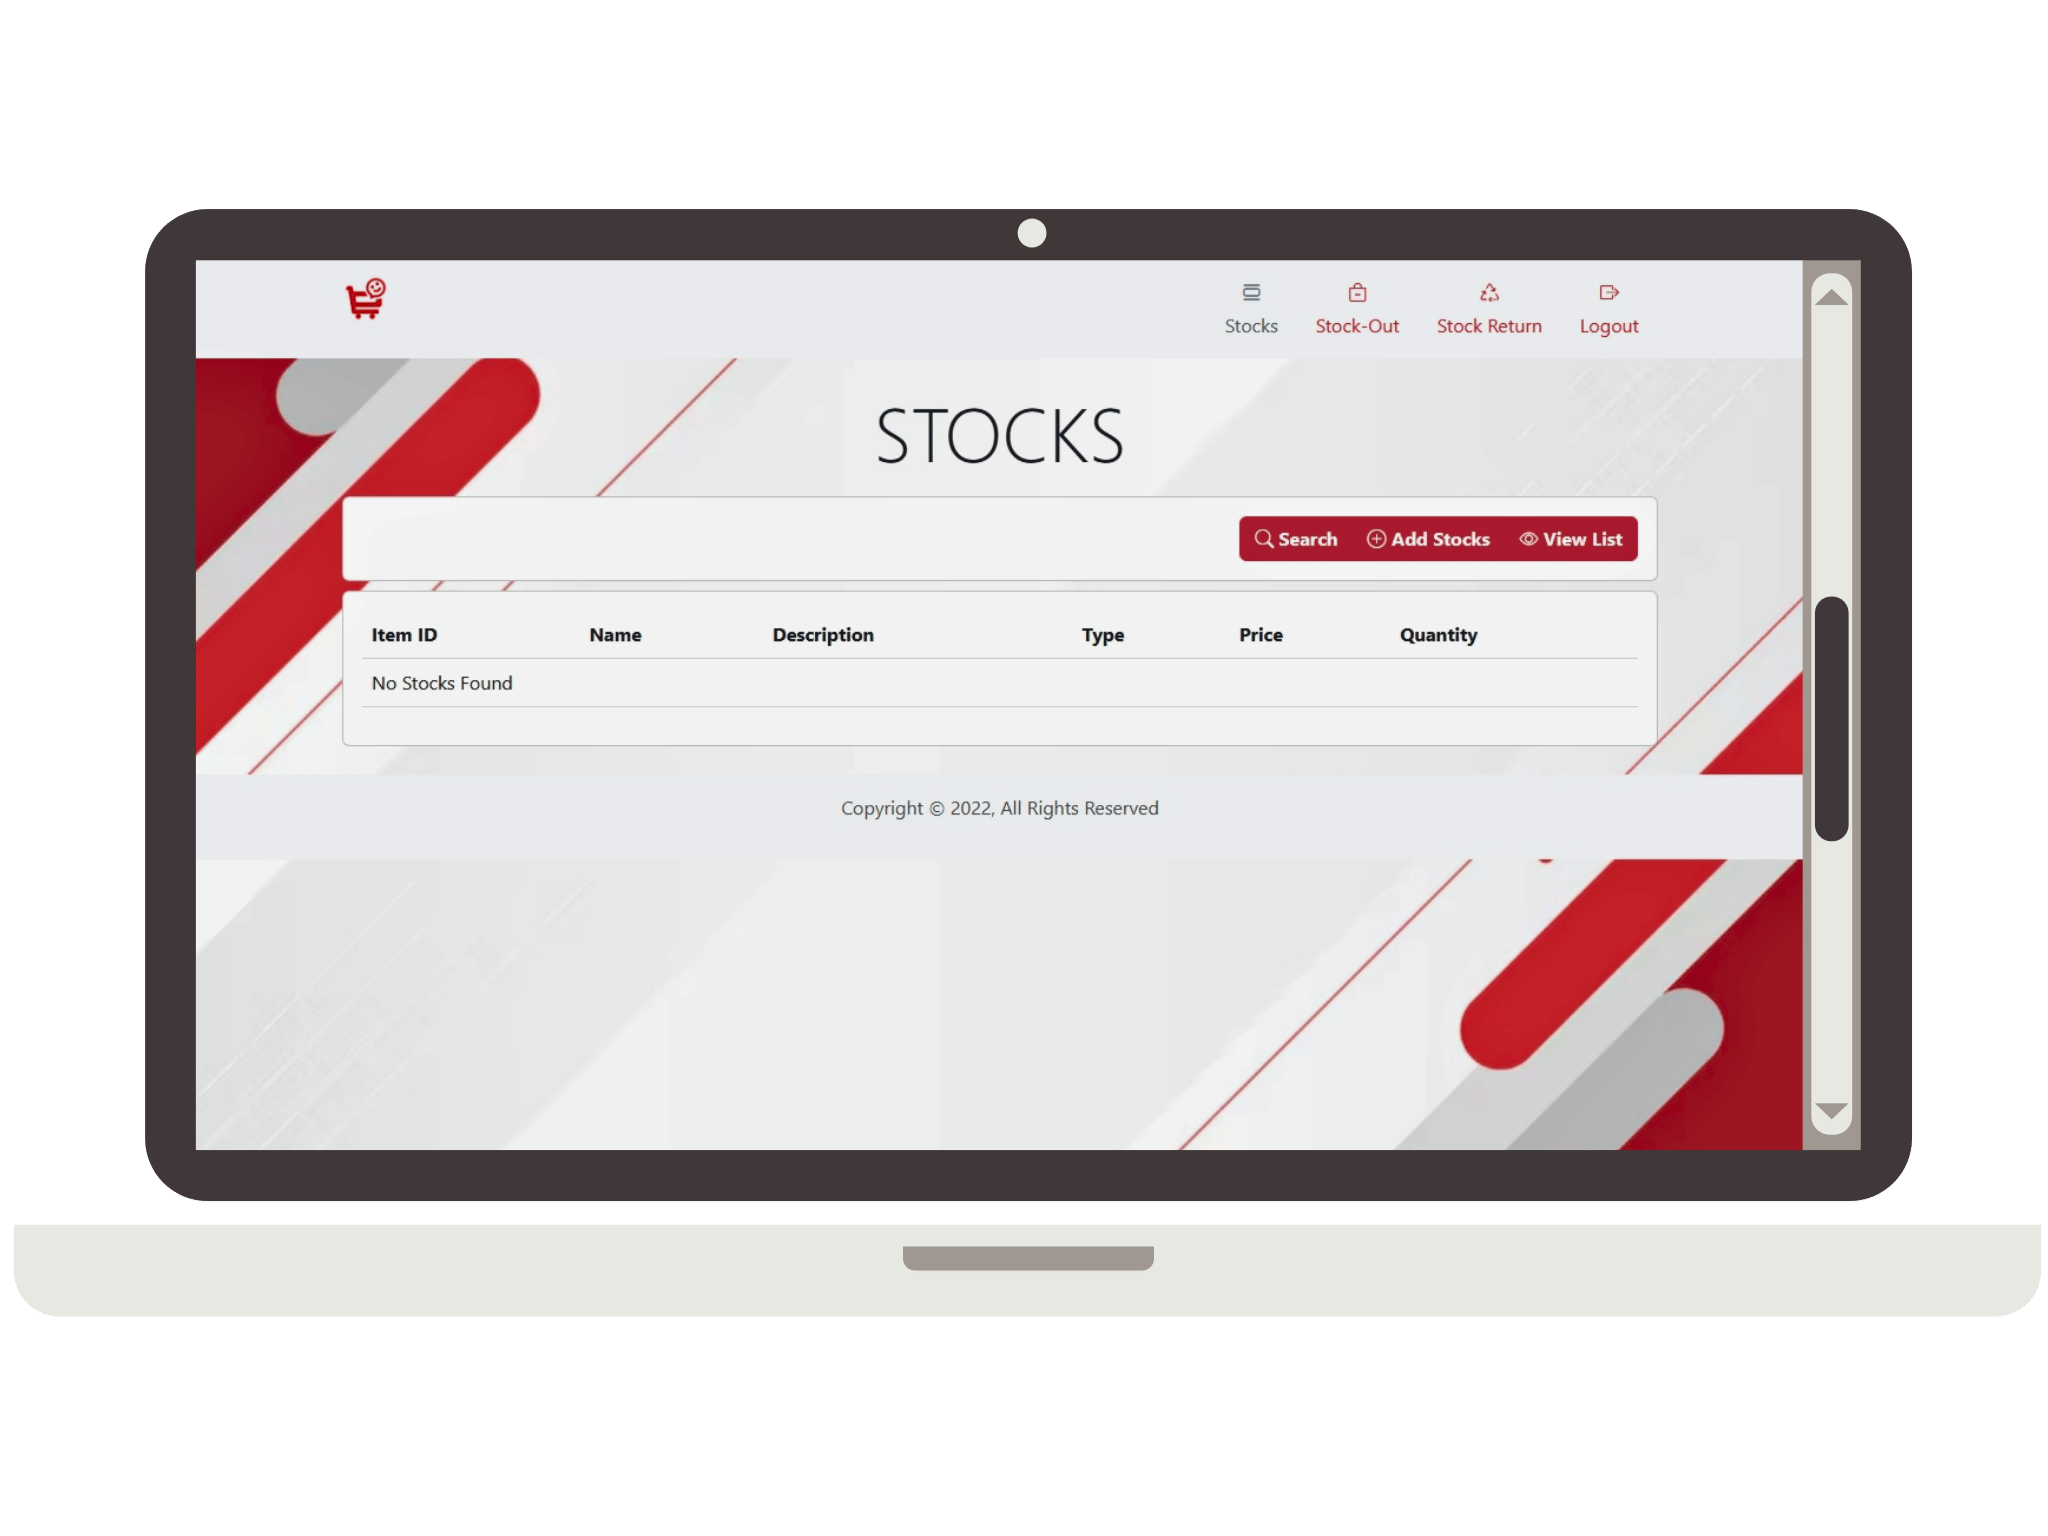 Stocks Stock-Out Stock Return Logout
STOCKS
Search Add Stocks View List
Item ID Name Description Type Price Quantity
No Stocks Found
Copyright © 2022, All Rights Reserved